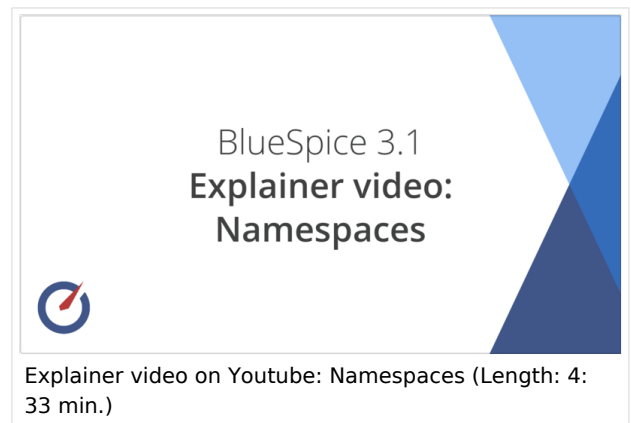 BlueSpice 3.1
Explainer video:
Namespaces
Explainer video on Youtube: Namespaces (Length: 4:
33 min.)